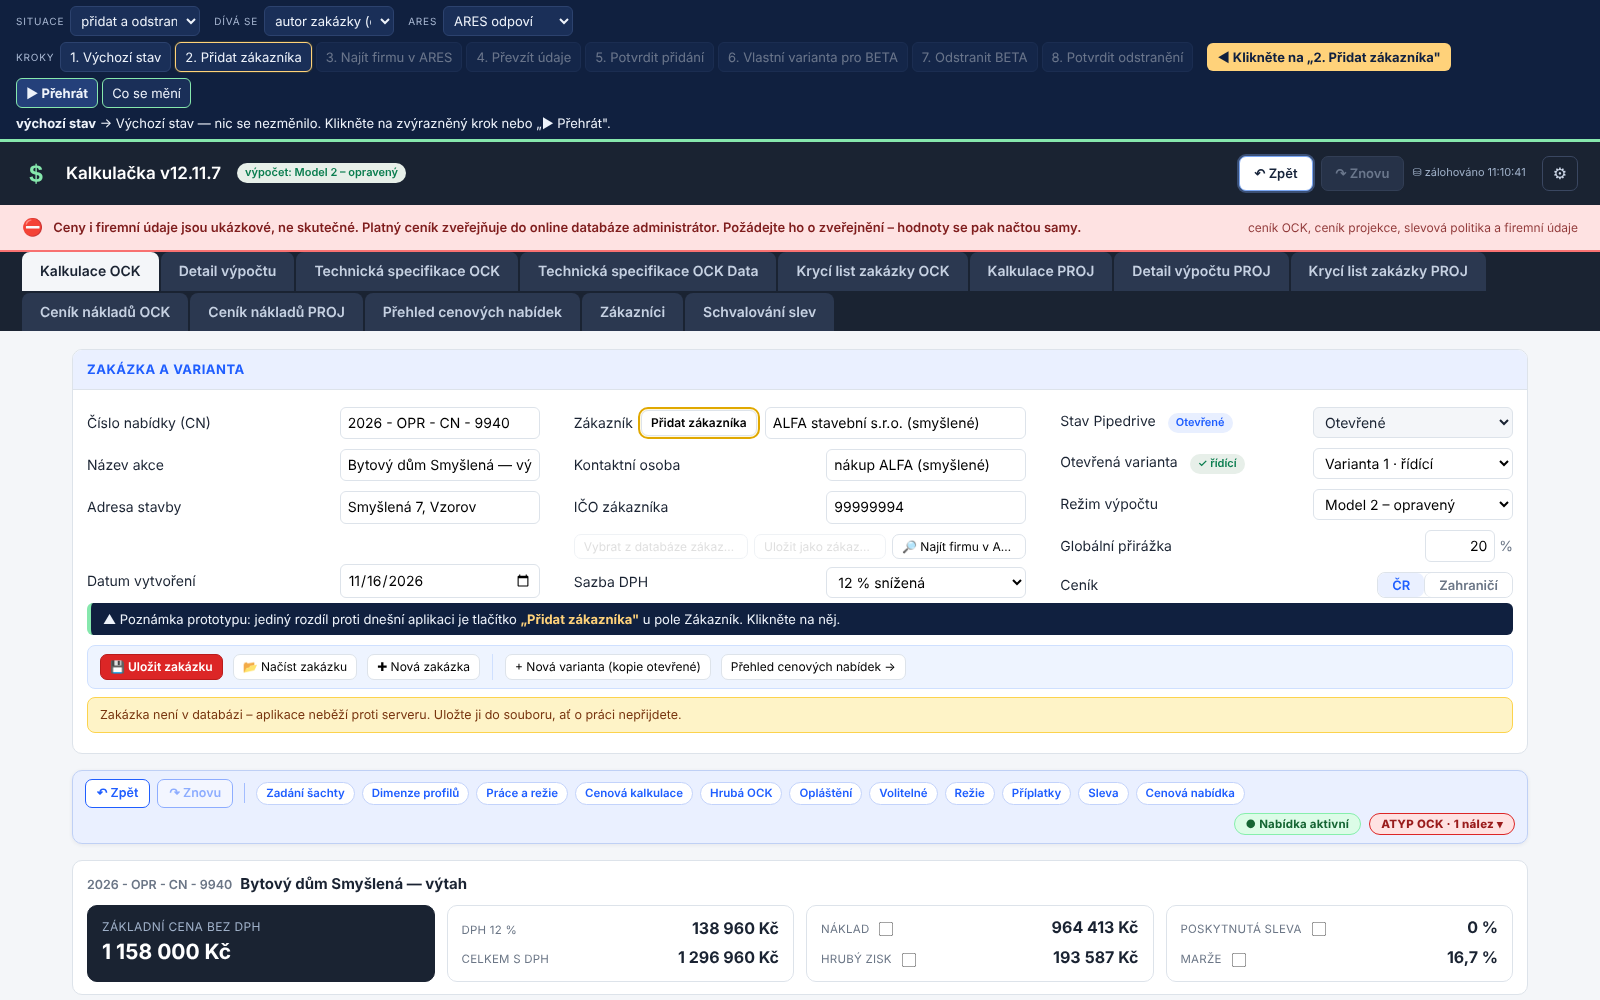 SITUACE přidat a odstran DÍVÁ SE autor zakázky ( ARES ARES odpoví
KROKY 1. Výchozí stav 2. Přidat zákazníka 3. Najít firmu v ARES 4. Převzít údaje 5. Potvrdit přidání 6. Vlastní varianta pro BETA 7. Odstranit BETA 8. Potvrdit odstranění ◀ Klikněte na „2. Přidat zákazníka"
▶ Přehrát Co se mění
výchozí stav → Výchozí stav — nic se nezměnilo. Klikněte na zvýrazněný krok nebo „▶ Přehrát".
$ Kalkulačka v12.11.7 výpočet: Model 2 – opravený ↶ Zpět ↷ Znovu zálohováno 11:10:41
Ceny i firemní údaje jsou ukázkové, ne skutečné. Platný ceník zveřejňuje do online databáze administrátor. Požádejte ho o zveřejnění – hodnoty se pak načtou samy. ceník OCK, ceník projekce, slevová politika a firemní údaje
Kalkulace OCK Detail výpočtu Technická specifikace OCK Technická specifikace OCK Data Krycí list zakázky OCK Kalkulace PROJ Detail výpočtu PROJ Krycí list zakázky PROJ
Ceník nákladů OCK Ceník nákladů PROJ Přehled cenových nabídek Zákazníci Schvalování slev
ZAKÁZKA A VARIANTA
Číslo nabídky (CN) 2026 - OPR - CN - 9940 Zákazník Přidat zákazníka ALFA stavební s.r.o. (smyšlené) Stav Pipedrive Otevřené Otevřené
Název akce Bytový dům Smyšlená — vý Kontaktní osoba nákup ALFA (smyšlené) Otevřená varianta ✓ řídící Varianta 1 · řídící
Adresa stavby Smyšlená 7, Vzorov IČO zákazníka 99999994 Režim výpočtu Model 2 – opravený
Vybrat z databáze zákaz... Uložit jako zákaz... 🔎 Najít firmu v A... Globální přirážka 20 %
Datum vytvoření 11/16/2026 Sazba DPH 12 % snížená Ceník ČR Zahraničí
▲ Poznámka prototypu: jediný rozdíl proti dnešní aplikaci je tlačítko „Přidat zákazníka" u pole Zákazník. Klikněte na něj.
💾 Uložit zakázku 📂 Načíst zakázku ✚ Nová zakázka + Nová varianta (kopie otevřené) Přehled cenových nabídek →
Zakázka není v databázi – aplikace neběží proti serveru. Uložte ji do souboru, ať o práci nepřijdete.
↶ Zpět ↷ Znovu Zadání šachty Dimenze profilů Práce a režie Cenová kalkulace Hrubá OCK Opláštění Volitelné Režie Příplatky Sleva Cenová nabídka
● Nabídka aktivní ATYP OCK · 1 nález ▾
2026 - OPR - CN - 9940 Bytový dům Smyšlená — výtah
ZÁKLADNÍ CENA BEZ DPH DPH 12 % 138 960 Kč NÁKLAD 964 413 Kč POSKYTNUTÁ SLEVA 0 %
1 158 000 Kč CELKEM S DPH 1 296 960 Kč HRUBÝ ZISK 193 587 Kč MARŽE 16,7 %